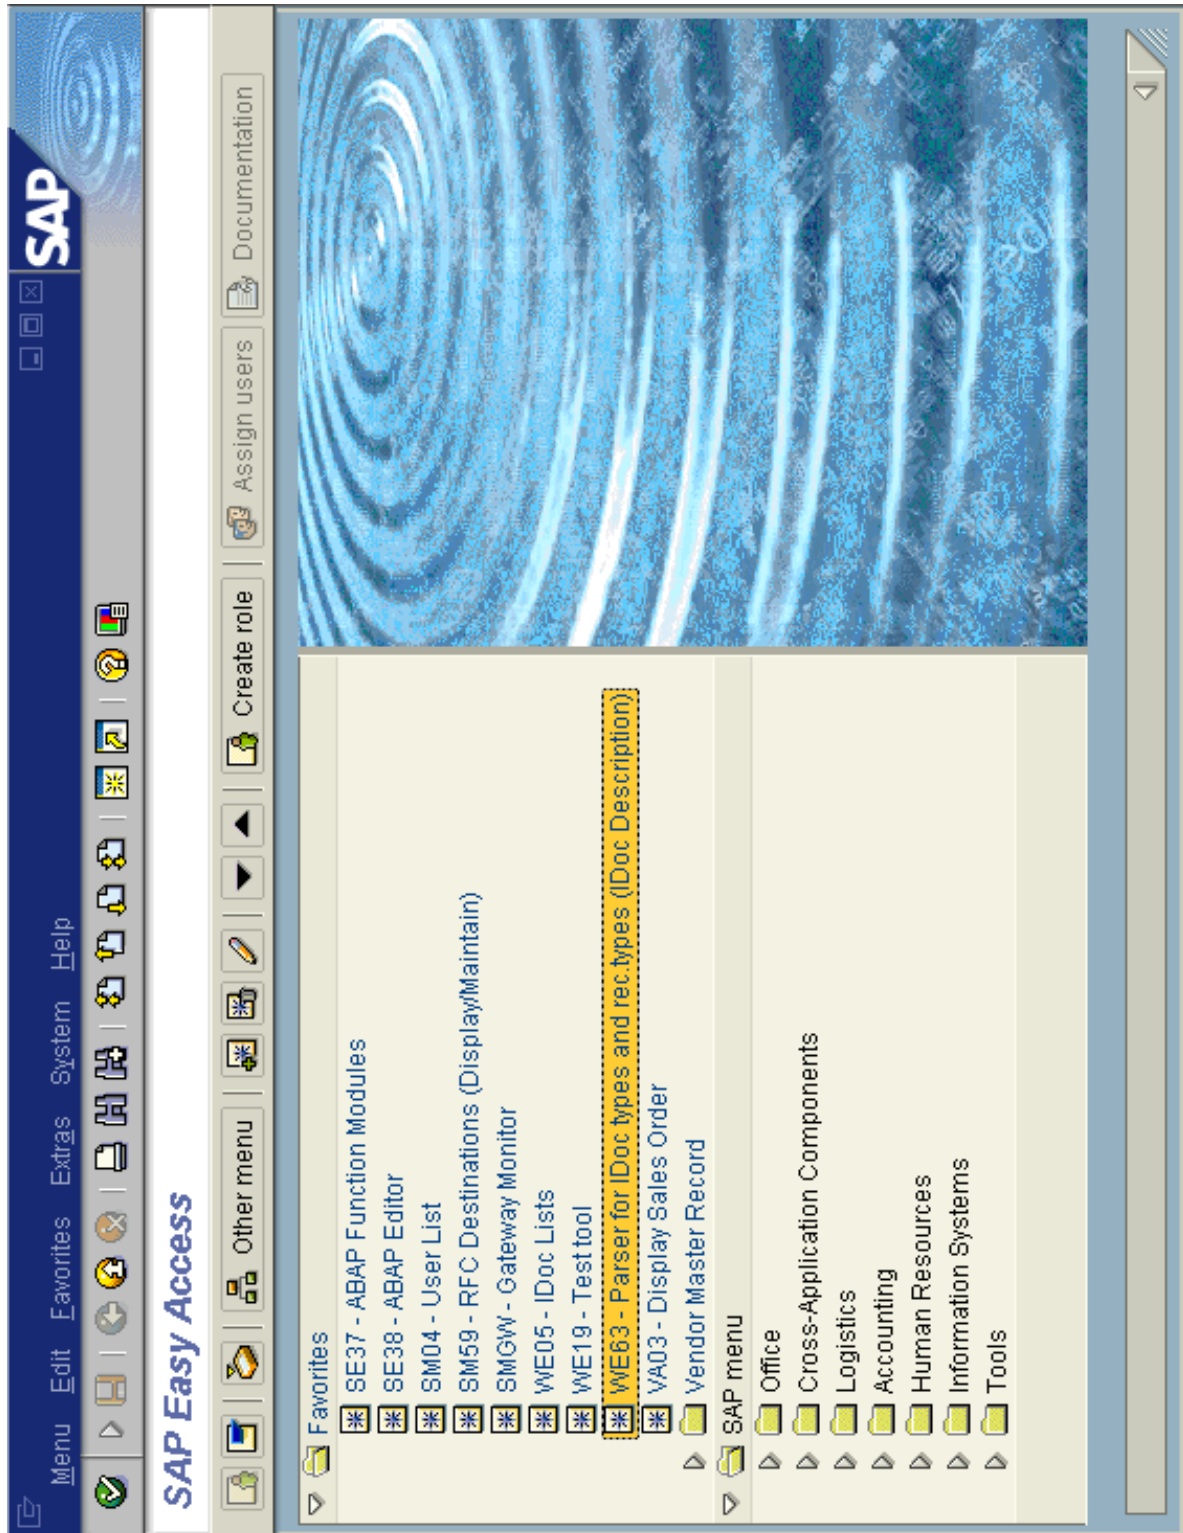 SAP
Menu Edit Favorites Extras System Help
SAP Easy Access
Other menu Create role Assign users Documentation
Favorites
SE37 - ABAP Function Modules
SE38 - ABAP Editor
SM04 - User List
SM59 - RFC Destinations (Display/Maintain)
SMGW - Gateway Monitor
WE05 - IDoc Lists
WE19 - Test tool
WE63 - Parser for IDoc types and rec.types (IDoc Description)
VA03 - Display Sales Order
Vendor Master Record
SAP menu
Office
Cross-Application Components
Logistics
Accounting
Human Resources
Information Systems
Tools